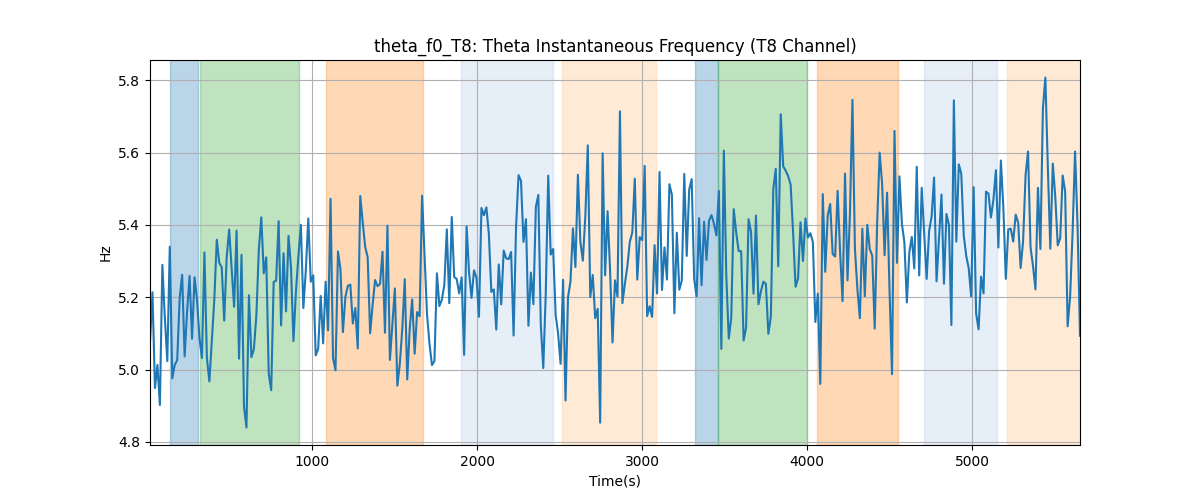 theta_f0_T8: Theta Instantaneous Frequency (T8 Channel)
5.8
5.6
5.4
5.2
5.0
4.8
Hz
1000 2000 3000 4000 5000
Time(s)